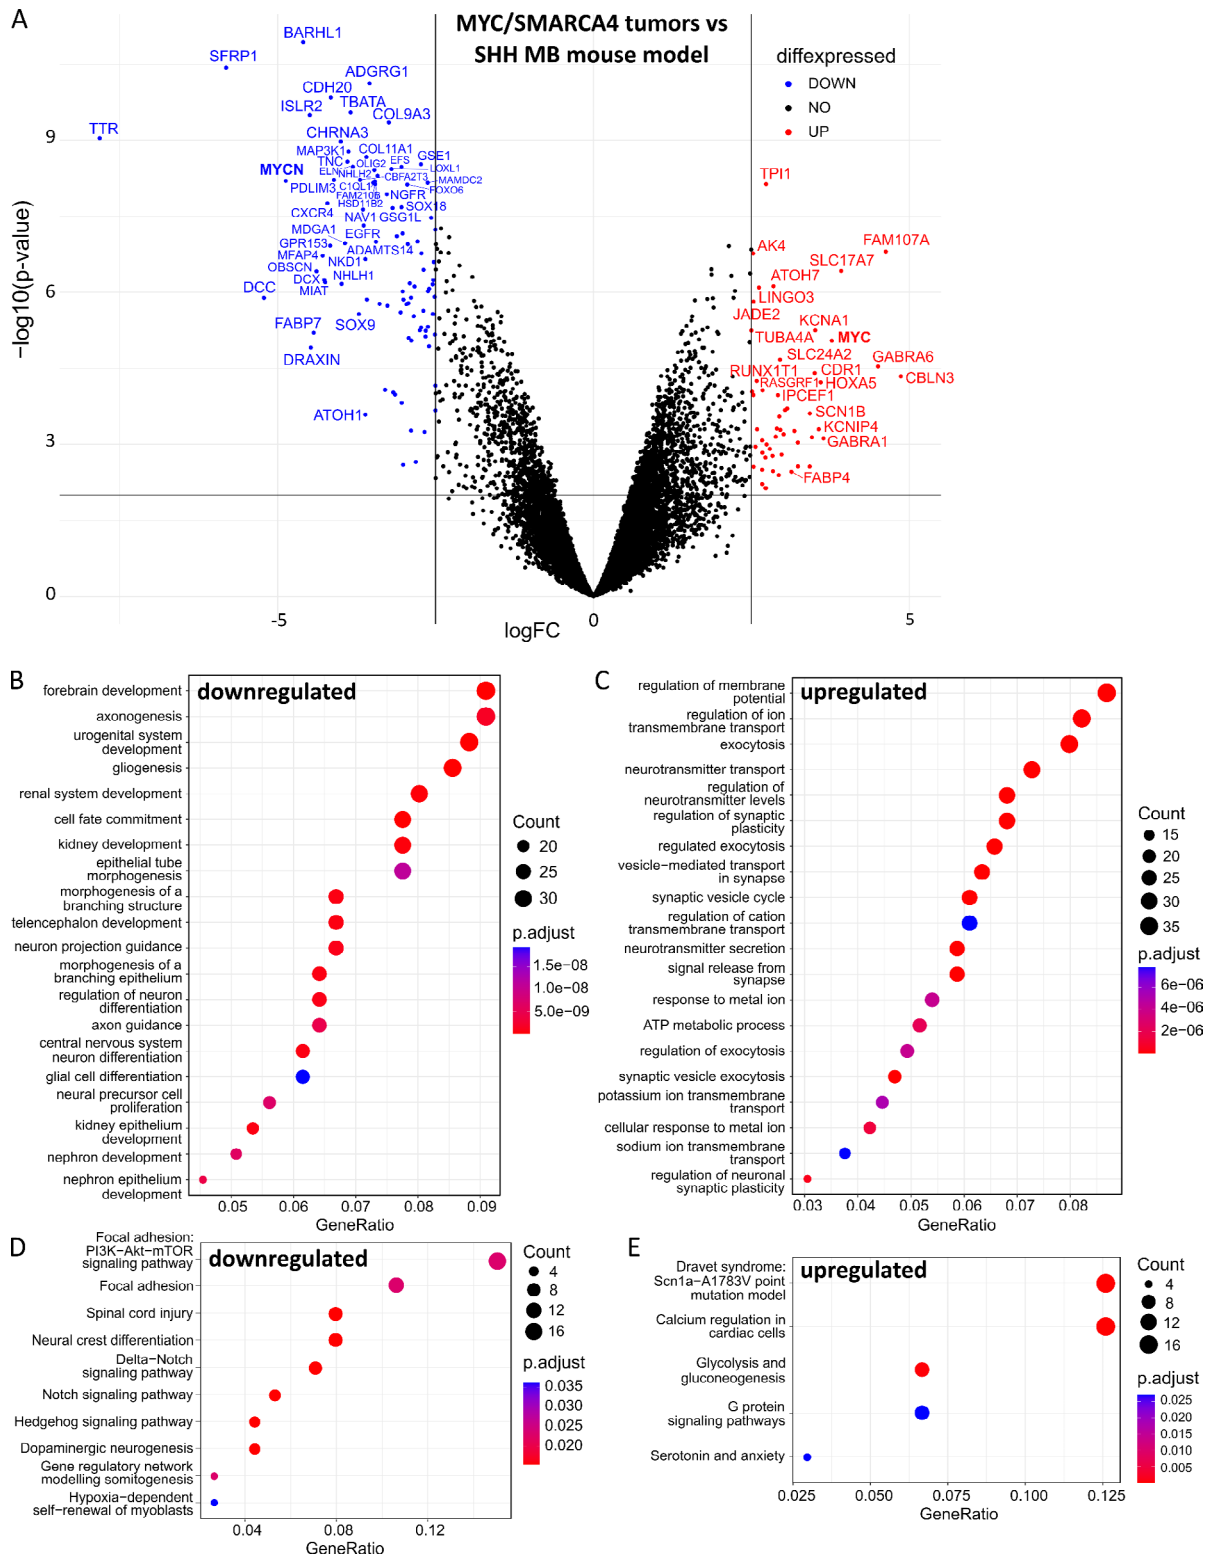 A
MYC/SMARCA4 tumors vs
SHH MB mouse model
diffexpressed
DOWN
NO
UP
BARHL1
SFRP1
ADGRG1
CDH20
TBATA
ISLR2
COL9A3
TTR
CHRNA3
MAP3K1
COL11A1
GSE1
TNC
OLIG2
EFS
LOXL1
MYCN
ELN
NHLH2
CBFA2T3
MAMDC2
PDLIM3
C1QL1
FOXO6
FAM210B
NGFR
HSD11B2
CXCR4
SOX18
NAV1
GSG1L
MDGA1
EGFR
GPR153
ADAMTS14
MFAP4
NKD1
OBSCN
NHLH1
DCX
DCC
MIAT
FABP7
SOX9
DRAXIN
ATOH1
TPI1
FAM107A
AK4
SLC17A7
ATOH7
LINGO3
JADE2
KCNA1
TUBA4A
MYC
SLC24A2
GABRA6
RUNX1T1
CDR1
CBLN3
RASGRF1
HOXA5
IPCEF1
SCN1B
KCNIP4
GABRA1
FABP4
−log10(p-value)
9
6
3
0
-5
0
5
logFC
B
downregulated
forebrain development
axonogenesis
urogenital system
development
gliogenesis
renal system development
cell fate commitment
kidney development
epithelial tube
morphogenesis
morphogenesis of a
branching structure
telencephalon development
neuron projection guidance
morphogenesis of a
branching epithelium
regulation of neuron
differentiation
axon guidance
central nervous system
neuron differentiation
glial cell differentiation
neural precursor cell
proliferation
kidney epithelium
development
nephron development
nephron epithelium
development
0.05 0.06 0.07 0.08 0.09
GeneRatio
Count
20
25
30
p.adjust
1.5e−08
1.0e−08
5.0e−09
C
upregulated
regulation of membrane
potential
regulation of ion
transmembrane transport
exocytosis
neurotransmitter transport
regulation of
neurotransmitter levels
regulation of synaptic
plasticity
regulated exocytosis
vesicle−mediated transport
in synapse
synaptic vesicle cycle
regulation of cation
transmembrane transport
neurotransmitter secretion
signal release from
synapse
response to metal ion
ATP metabolic process
regulation of exocytosis
synaptic vesicle exocytosis
potassium ion transmembrane
transport
cellular response to metal ion
sodium ion transmembrane
transport
regulation of neuronal
synaptic plasticity
0.03 0.04 0.05 0.06 0.07 0.08
GeneRatio
Count
15
20
25
30
35
p.adjust
6e−06
4e−06
2e−06
D
downregulated
Focal adhesion:
PI3K−Akt−mTOR
signaling pathway
Focal adhesion
Spinal cord injury
Neural crest differentiation
Delta−Notch
signaling pathway
Notch signaling pathway
Hedgehog signaling pathway
Dopaminergic neurogenesis
Gene regulatory network
modelling somitogenesis
Hypoxia−dependent
self−renewal of myoblasts
0.04 0.08 0.12
GeneRatio
Count
4
8
12
16
p.adjust
0.035
0.030
0.025
0.020
E
upregulated
Dravet syndrome:
Scn1a−A1783V point
mutation model
Calcium regulation in
cardiac cells
Glycolysis and
gluconeogenesis
G protein
signaling pathways
Serotonin and anxiety
0.025 0.050 0.075 0.100 0.125
GeneRatio
Count
4
8
12
16
p.adjust
0.025
0.020
0.015
0.010
0.005